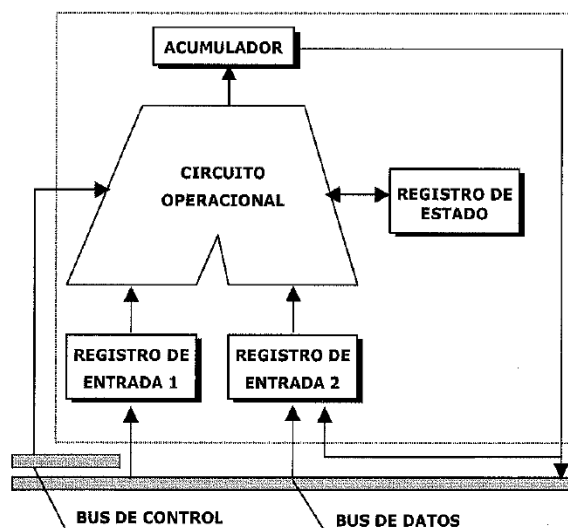 ACUMULADOR
CIRCUITO
OPERACIONAL
REGISTRO DE
ESTADO
REGISTRO DE
ENTRADA 1
REGISTRO DE
ENTRADA 2
BUS DE CONTROL
BUS DE DATOS